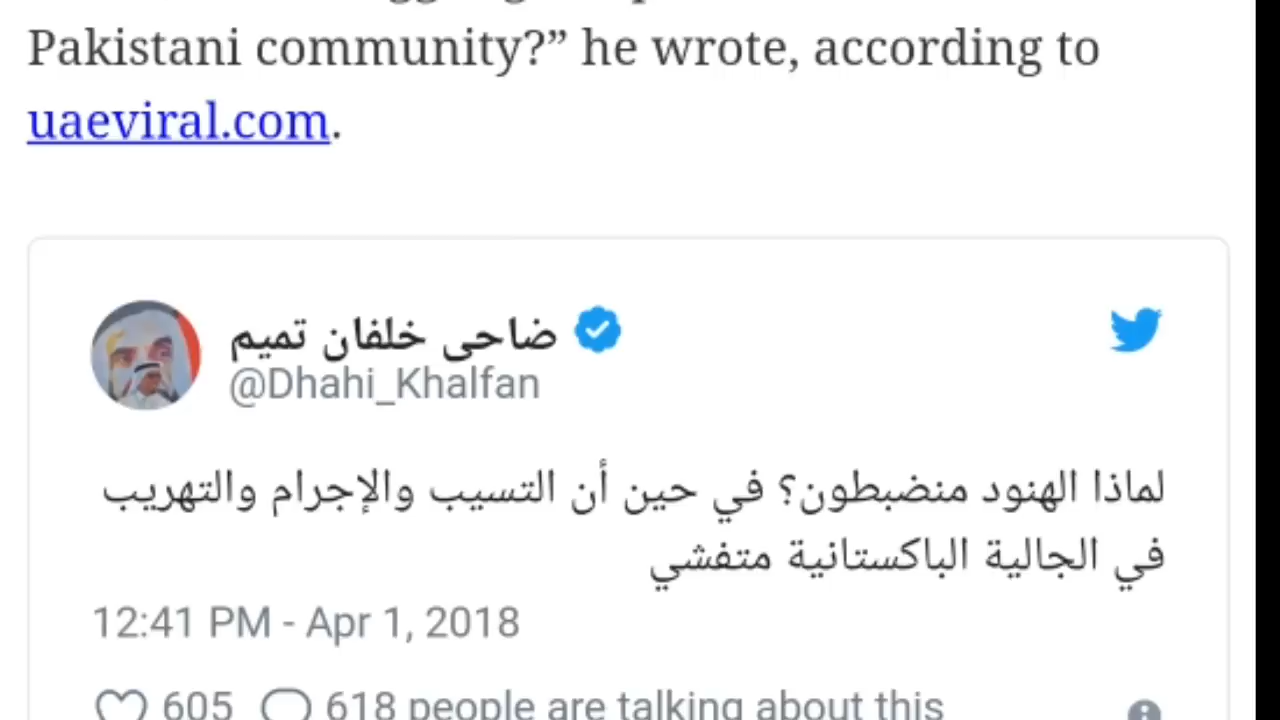 Pakistani community?” he wrote, according to
uaeviral.com.
ضاحى خلفان تميم
@Dhahi_Khalfan
لماذا الهنود منضبطون؟ في حين أن التسيب والإجرام والتهريب
في الجالية الباكستانية متفشي
12:41 PM - Apr 1, 2018
605 618 people are talking about this